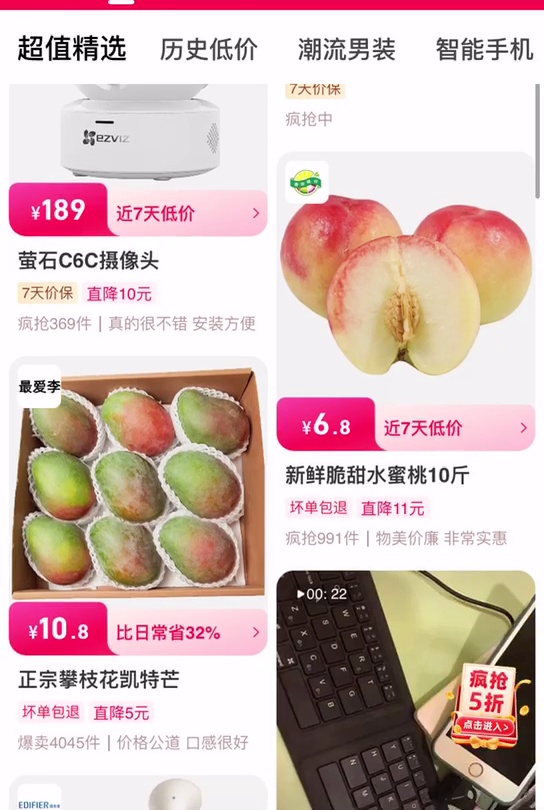 超值精选
历史低价
潮流男装
智能手机
ezviz
¥189
近7天低价
萤石C6C摄像头
7天价保
直降10元
疯抢369件 | 真的很不错 安装方便
最爱李
¥10.8
比日常省32%
正宗攀枝花凯特芒
坏单包退
直降5元
爆卖4045件 | 价格公道 口感很好
EDIFIER
7天价保
疯抢中
¥6.8
近7天低价
新鲜脆甜水蜜桃10斤
坏单包退
直降11元
疯抢991件 | 物美价廉 非常实惠
00: 22
疯抢
5折
点击进入>